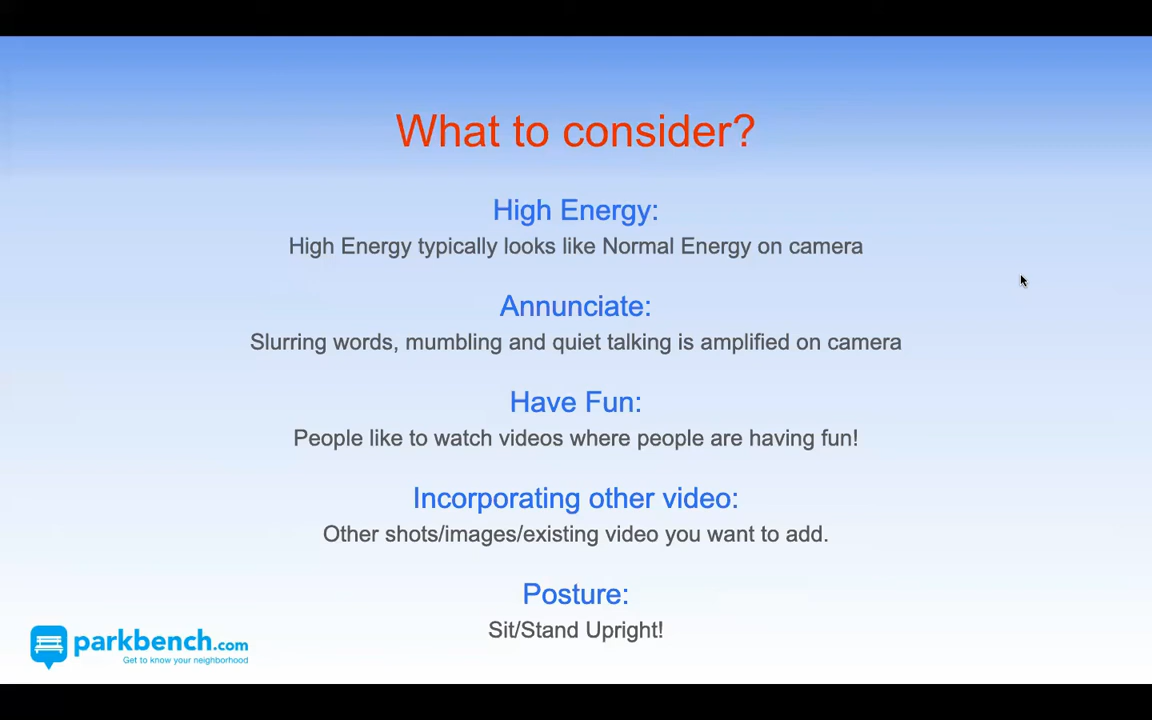 What to consider?
High Energy:
High Energy typically looks like Normal Energy on camera
Annunciate:
Slurring words, mumbling and quiet talking is amplified on camera
Have Fun:
People like to watch videos where people are having fun!
Incorporating other video:
Other shots/images/existing video you want to add.
Posture:
Sit/Stand Upright!
parkbench.com
Get to know your neighborhood